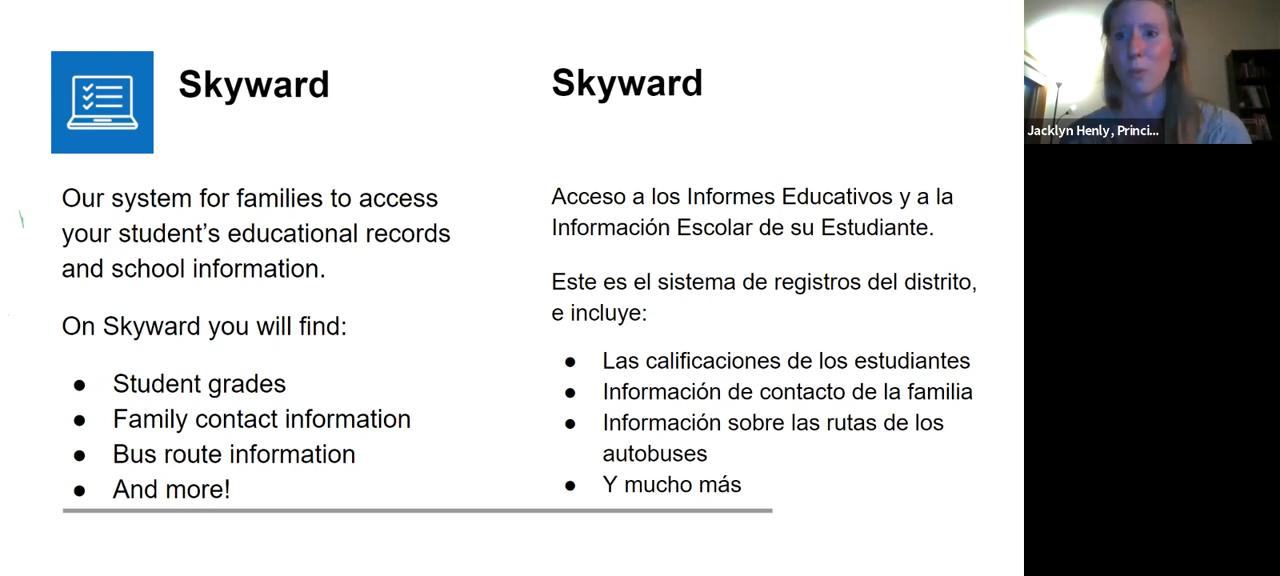 Skyward
Our system for families to access
your student's educational records
and school information.
On Skyward you will find:
● Student grades
● Family contact information
● Bus route information
● And more!
Skyward
Acceso a los Informes Educativos y a la
Información Escolar de su Estudiante.
Este es el sistema de registros del distrito,
e incluye:
● Las calificaciones de los estudiantes
● Información de contacto de la familia
● Información sobre las rutas de los
autobuses
● Y mucho más
Jacklyn Henly, Princi...